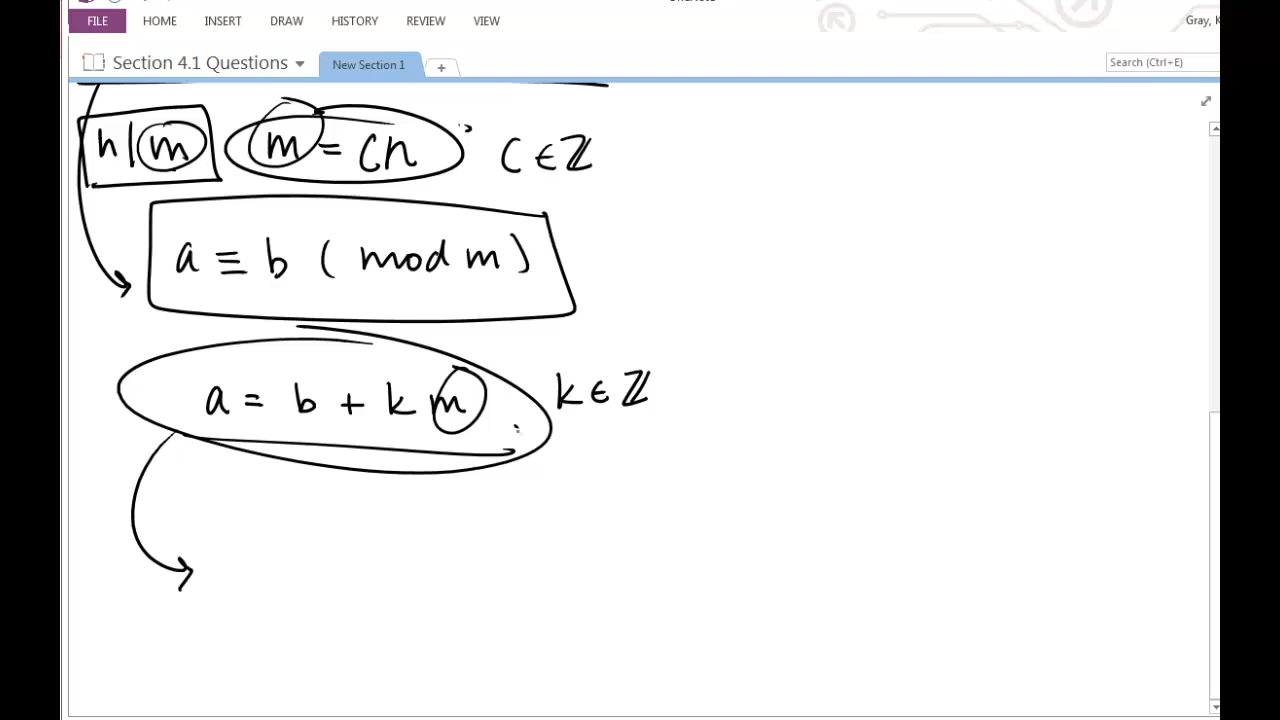 FILE HOME INSERT DRAW HISTORY REVIEW VIEW Gray,
Section 4.1 Questions New Section 1 + Search (Ctrl+E)
n|m m = cn c ∈ ℤ
a ≡ b ( mod m )
a = b + k m k ∈ ℤ